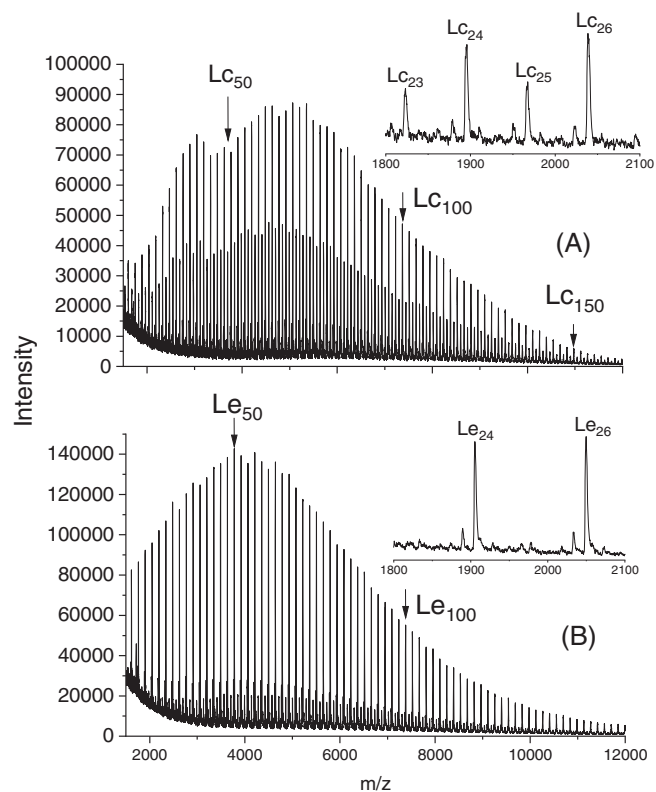 Lc26
Lc24
Lc23
Lc25
1800 1900 2000 2100
100000
90000
80000
70000
60000
50000
40000
30000
20000
10000
0
Lc50
Lc100
(A)
Lc150
Intensity
Le50
Le24
Le26
1800 1900 2000 2100
140000
120000
100000
80000
60000
40000
20000
0
Le100
(B)
2000 4000 6000 8000 10000 12000
m/z